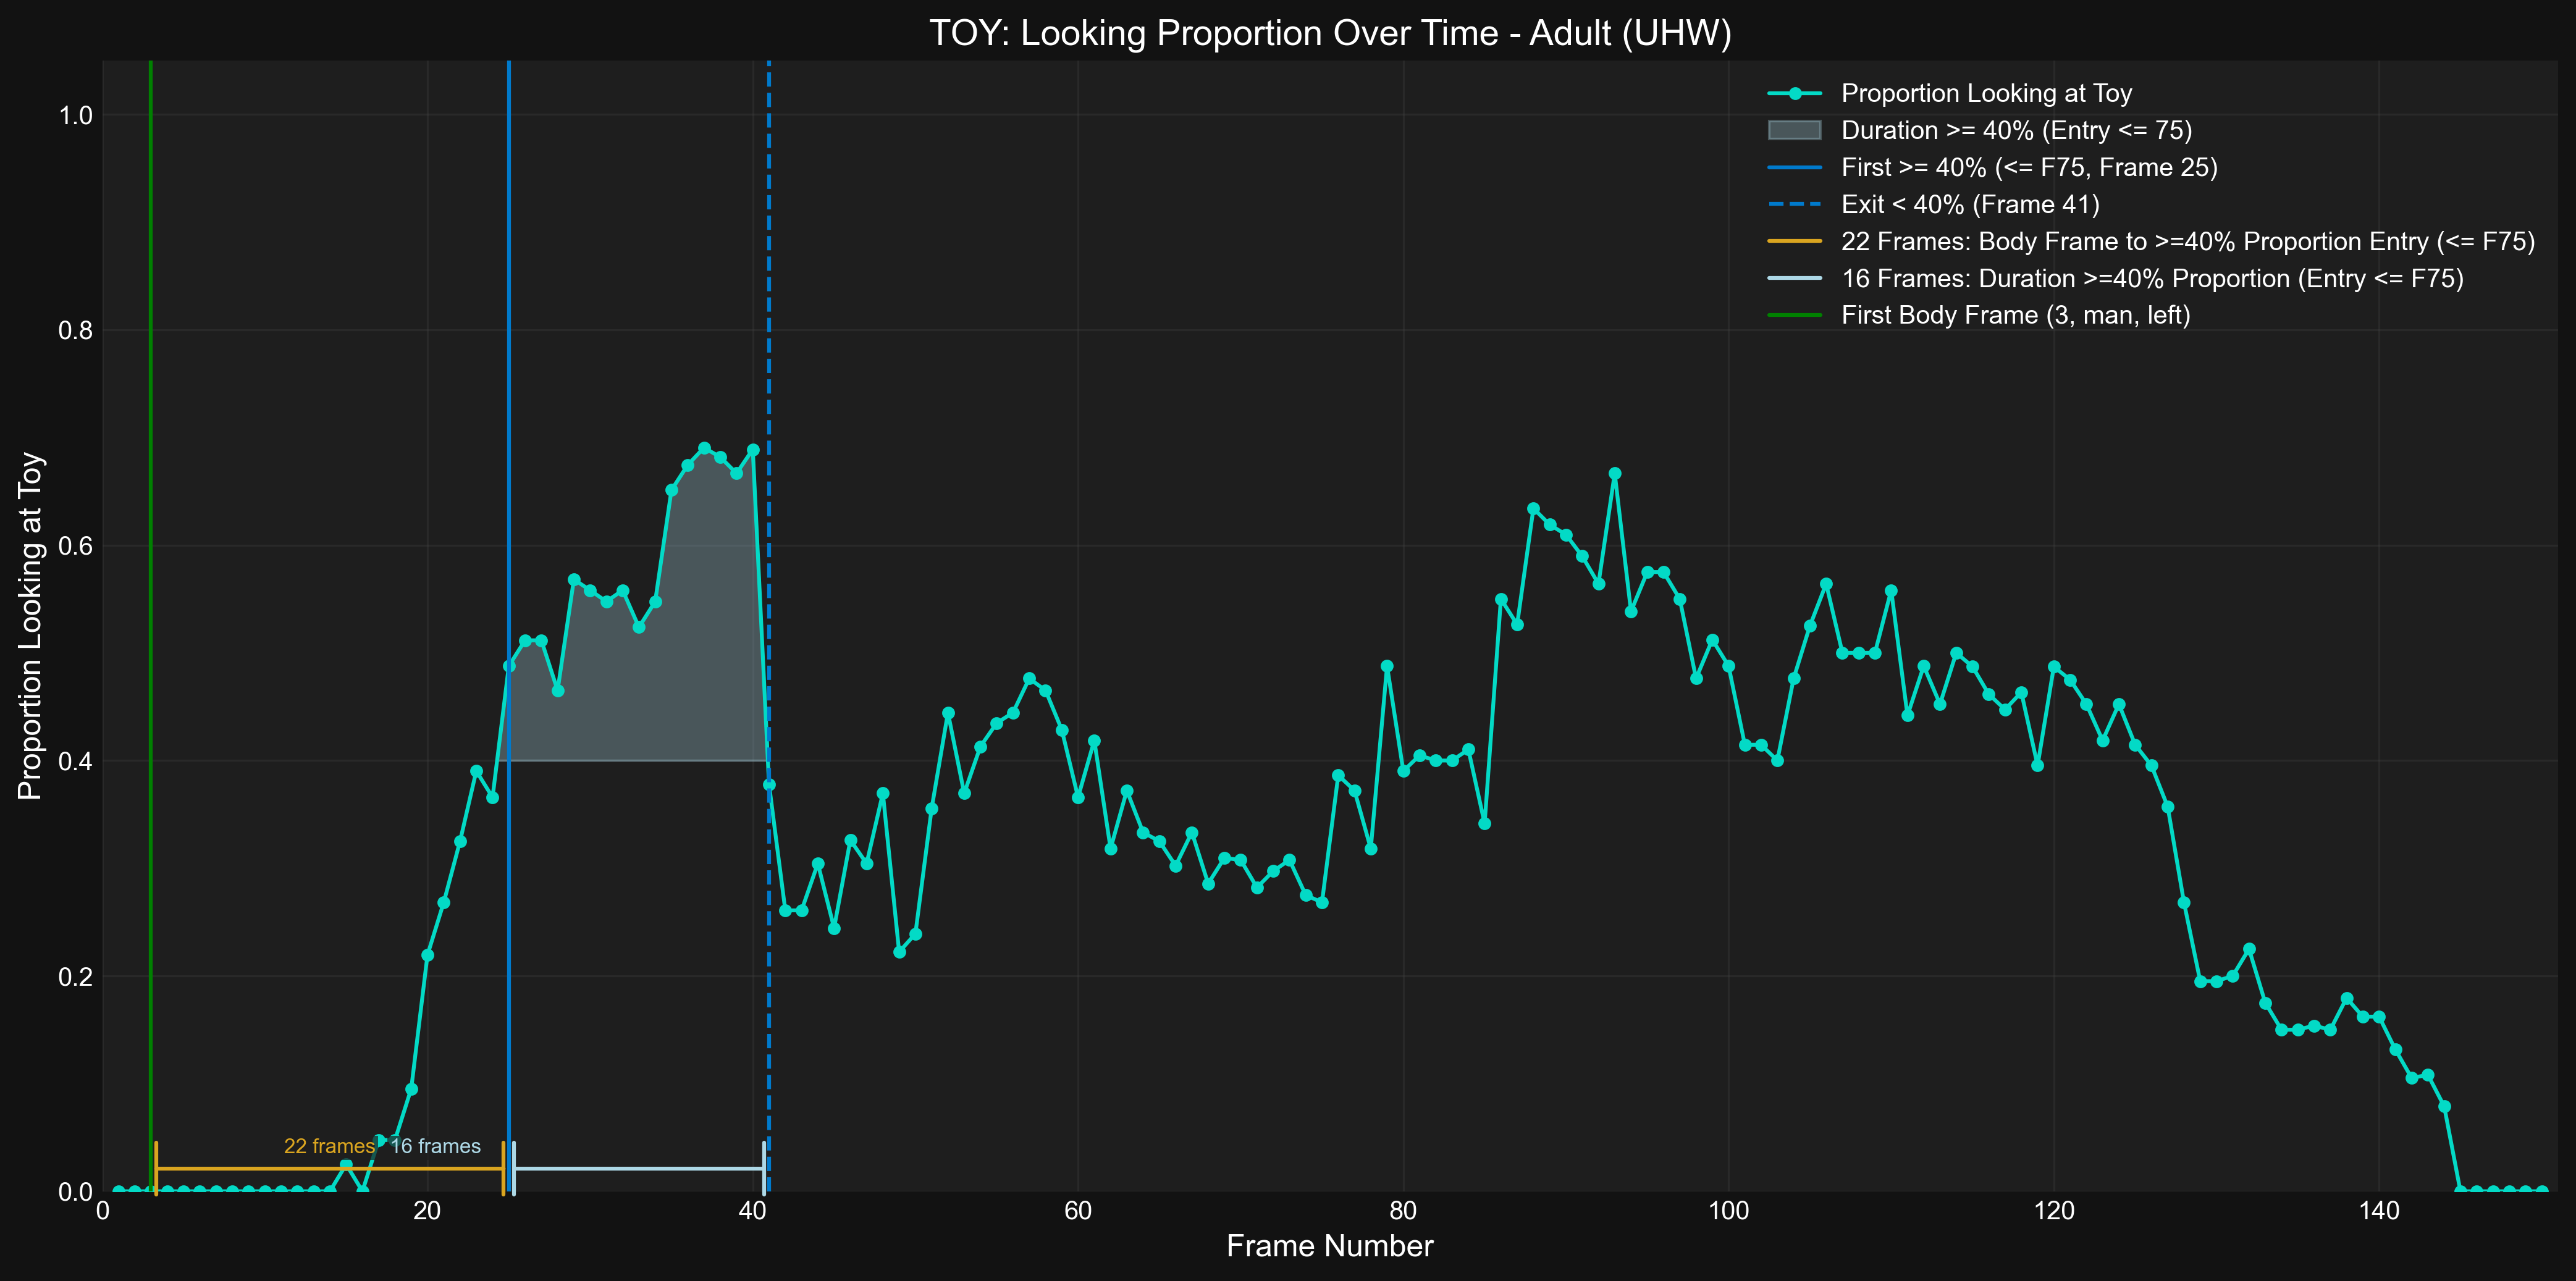 TOY: Looking Proportion Over Time - Adult (UHW)
Proportion Looking at Toy
Duration >= 40% (Entry <= 75)
First >= 40% (<= F75, Frame 25)
Exit < 40% (Frame 41)
22 Frames: Body Frame to >=40% Proportion Entry (<= F75)
16 Frames: Duration >=40% Proportion (Entry <= F75)
First Body Frame (3, man, left)
Proportion Looking at Toy
1.0
0.8
0.6
0.4
0.2
0.0
22 frames
16 frames
0 20 40 60 80 100 120 140
Frame Number